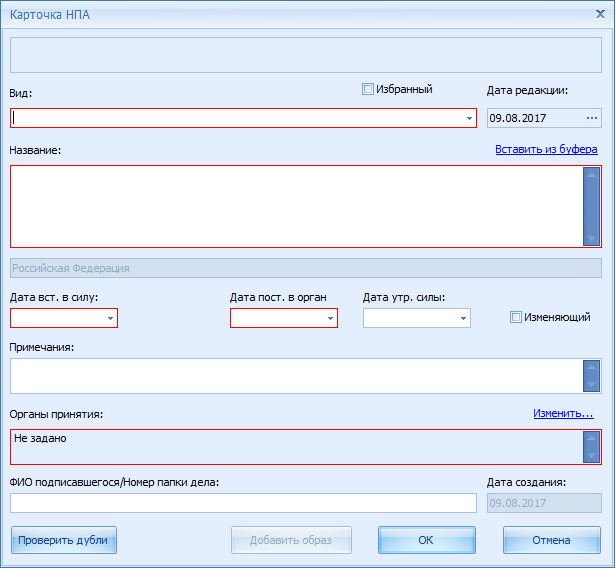 Карточка НПА
Вид:
Избранный
Дата редакции:
09.08.2017
Название:
Вставить из буфера
Российская Федерация
Дата вст. в силу:
Дата пост. в орган
Дата утр. силы:
Изменяющий
Примечания:
Органы принятия:
Изменить...
Не задано
ФИО подписавшегося/Номер папки дела:
Дата создания:
09.08.2017
Проверить дубли
Добавить образ
ОК
Отмена